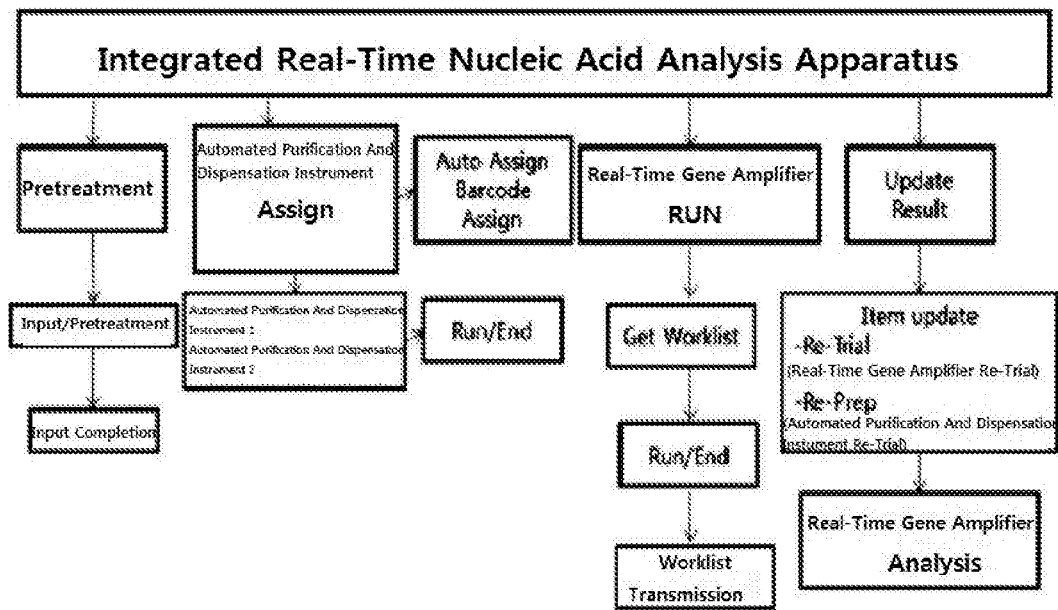 Integrated Real-Time Nucleic Acid Analysis Apparatus
Pretreatment
Automated Purification And
Dispensation Instrument
Assign
Auto Assign
Barcode
Assign
Real-Time Gene Amplifier
RUN
Update
Result
Input/Pretreatment
Automated Purification And Dispensation
Instrument 1
Automated Purification And Dispensation
Instrument 2
Run/End
Get Worklist
Item update
-Re-Trial
(Real-Time Gene Amplifier Re-Trial)
-Re-Prep
(Automated Purification And Dispensation
Instument Re-Trial)
Input Completion
Run/End
Real-Time Gene Amplifier
Analysis
Worklist
Transmission